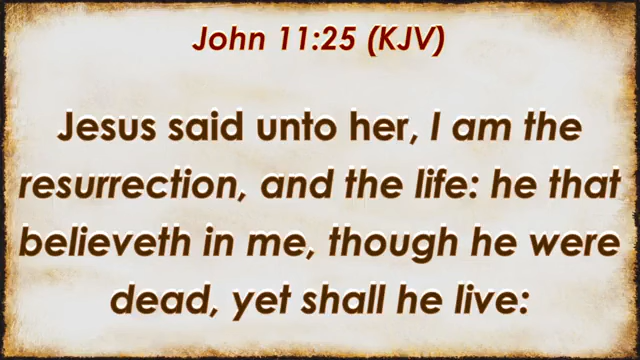 John 11:25 (KJV)
Jesus said unto her, I am the
resurrection, and the life: he that
believeth in me, though he were
dead, yet shall he live: